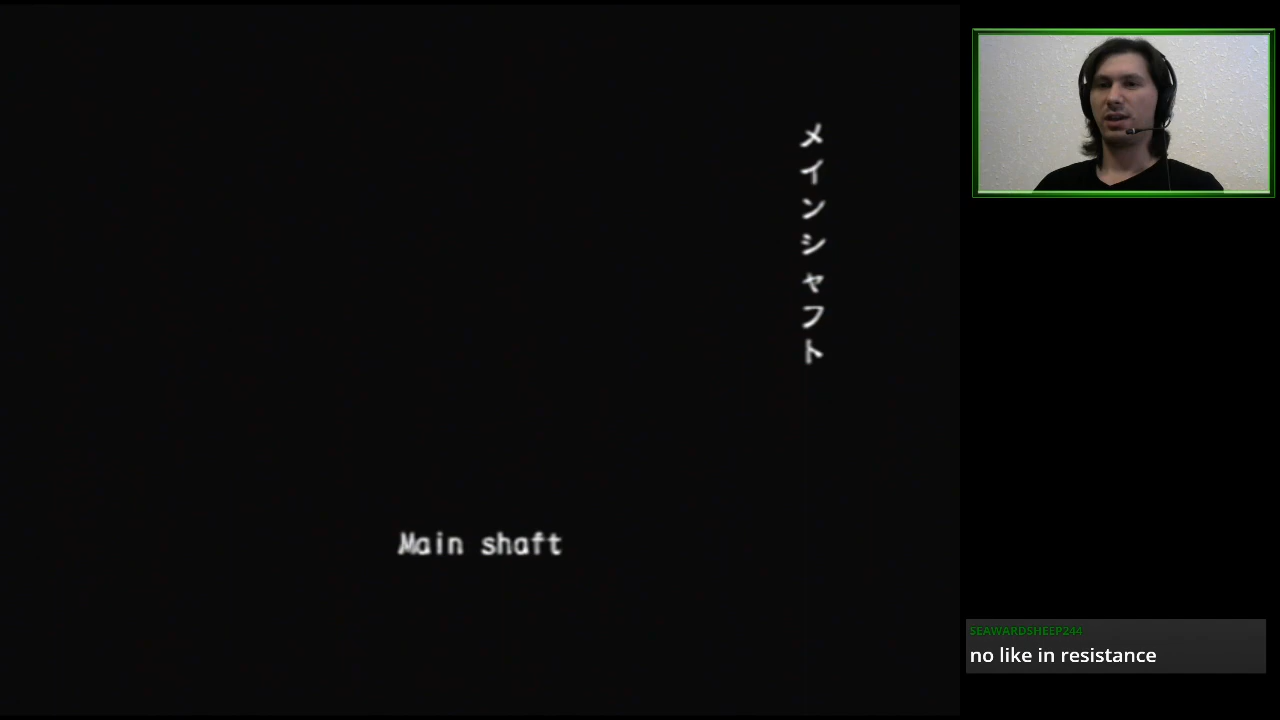 メインシャフト
Main shaft
SEAWARDSHEEP244
no like in resistance